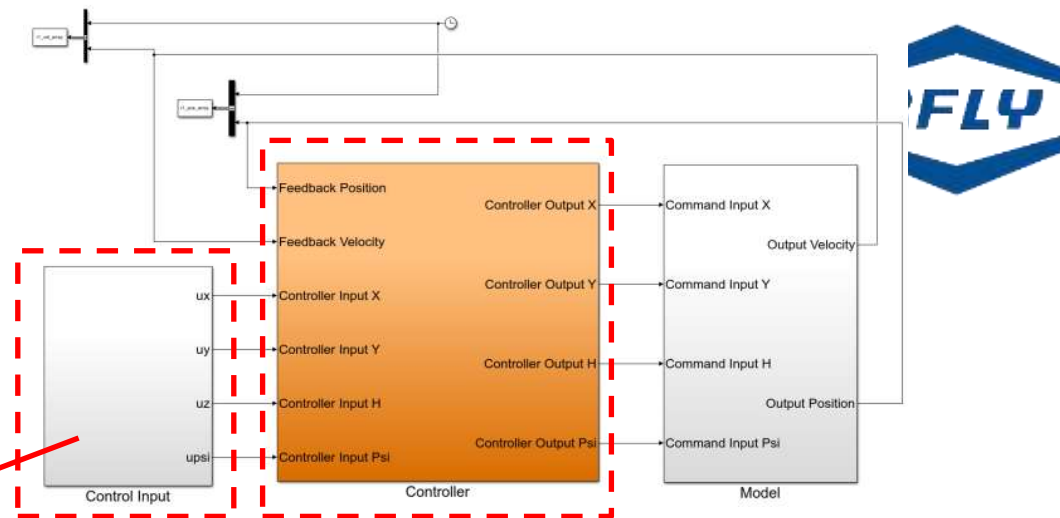 FLY
Feedback Position
Controller Output X
Command Input X
Feedback Velocity
Output Velocity
ux
Controller Input X
Controller Output Y
Command Input Y
uy
Controller Input Y
Controller Output H
Command Input H
uz
Controller Input H
Output Position
upsi
Controller Input Psi
Controller Output Psi
Command Input Psi
Control Input
Controller
Model